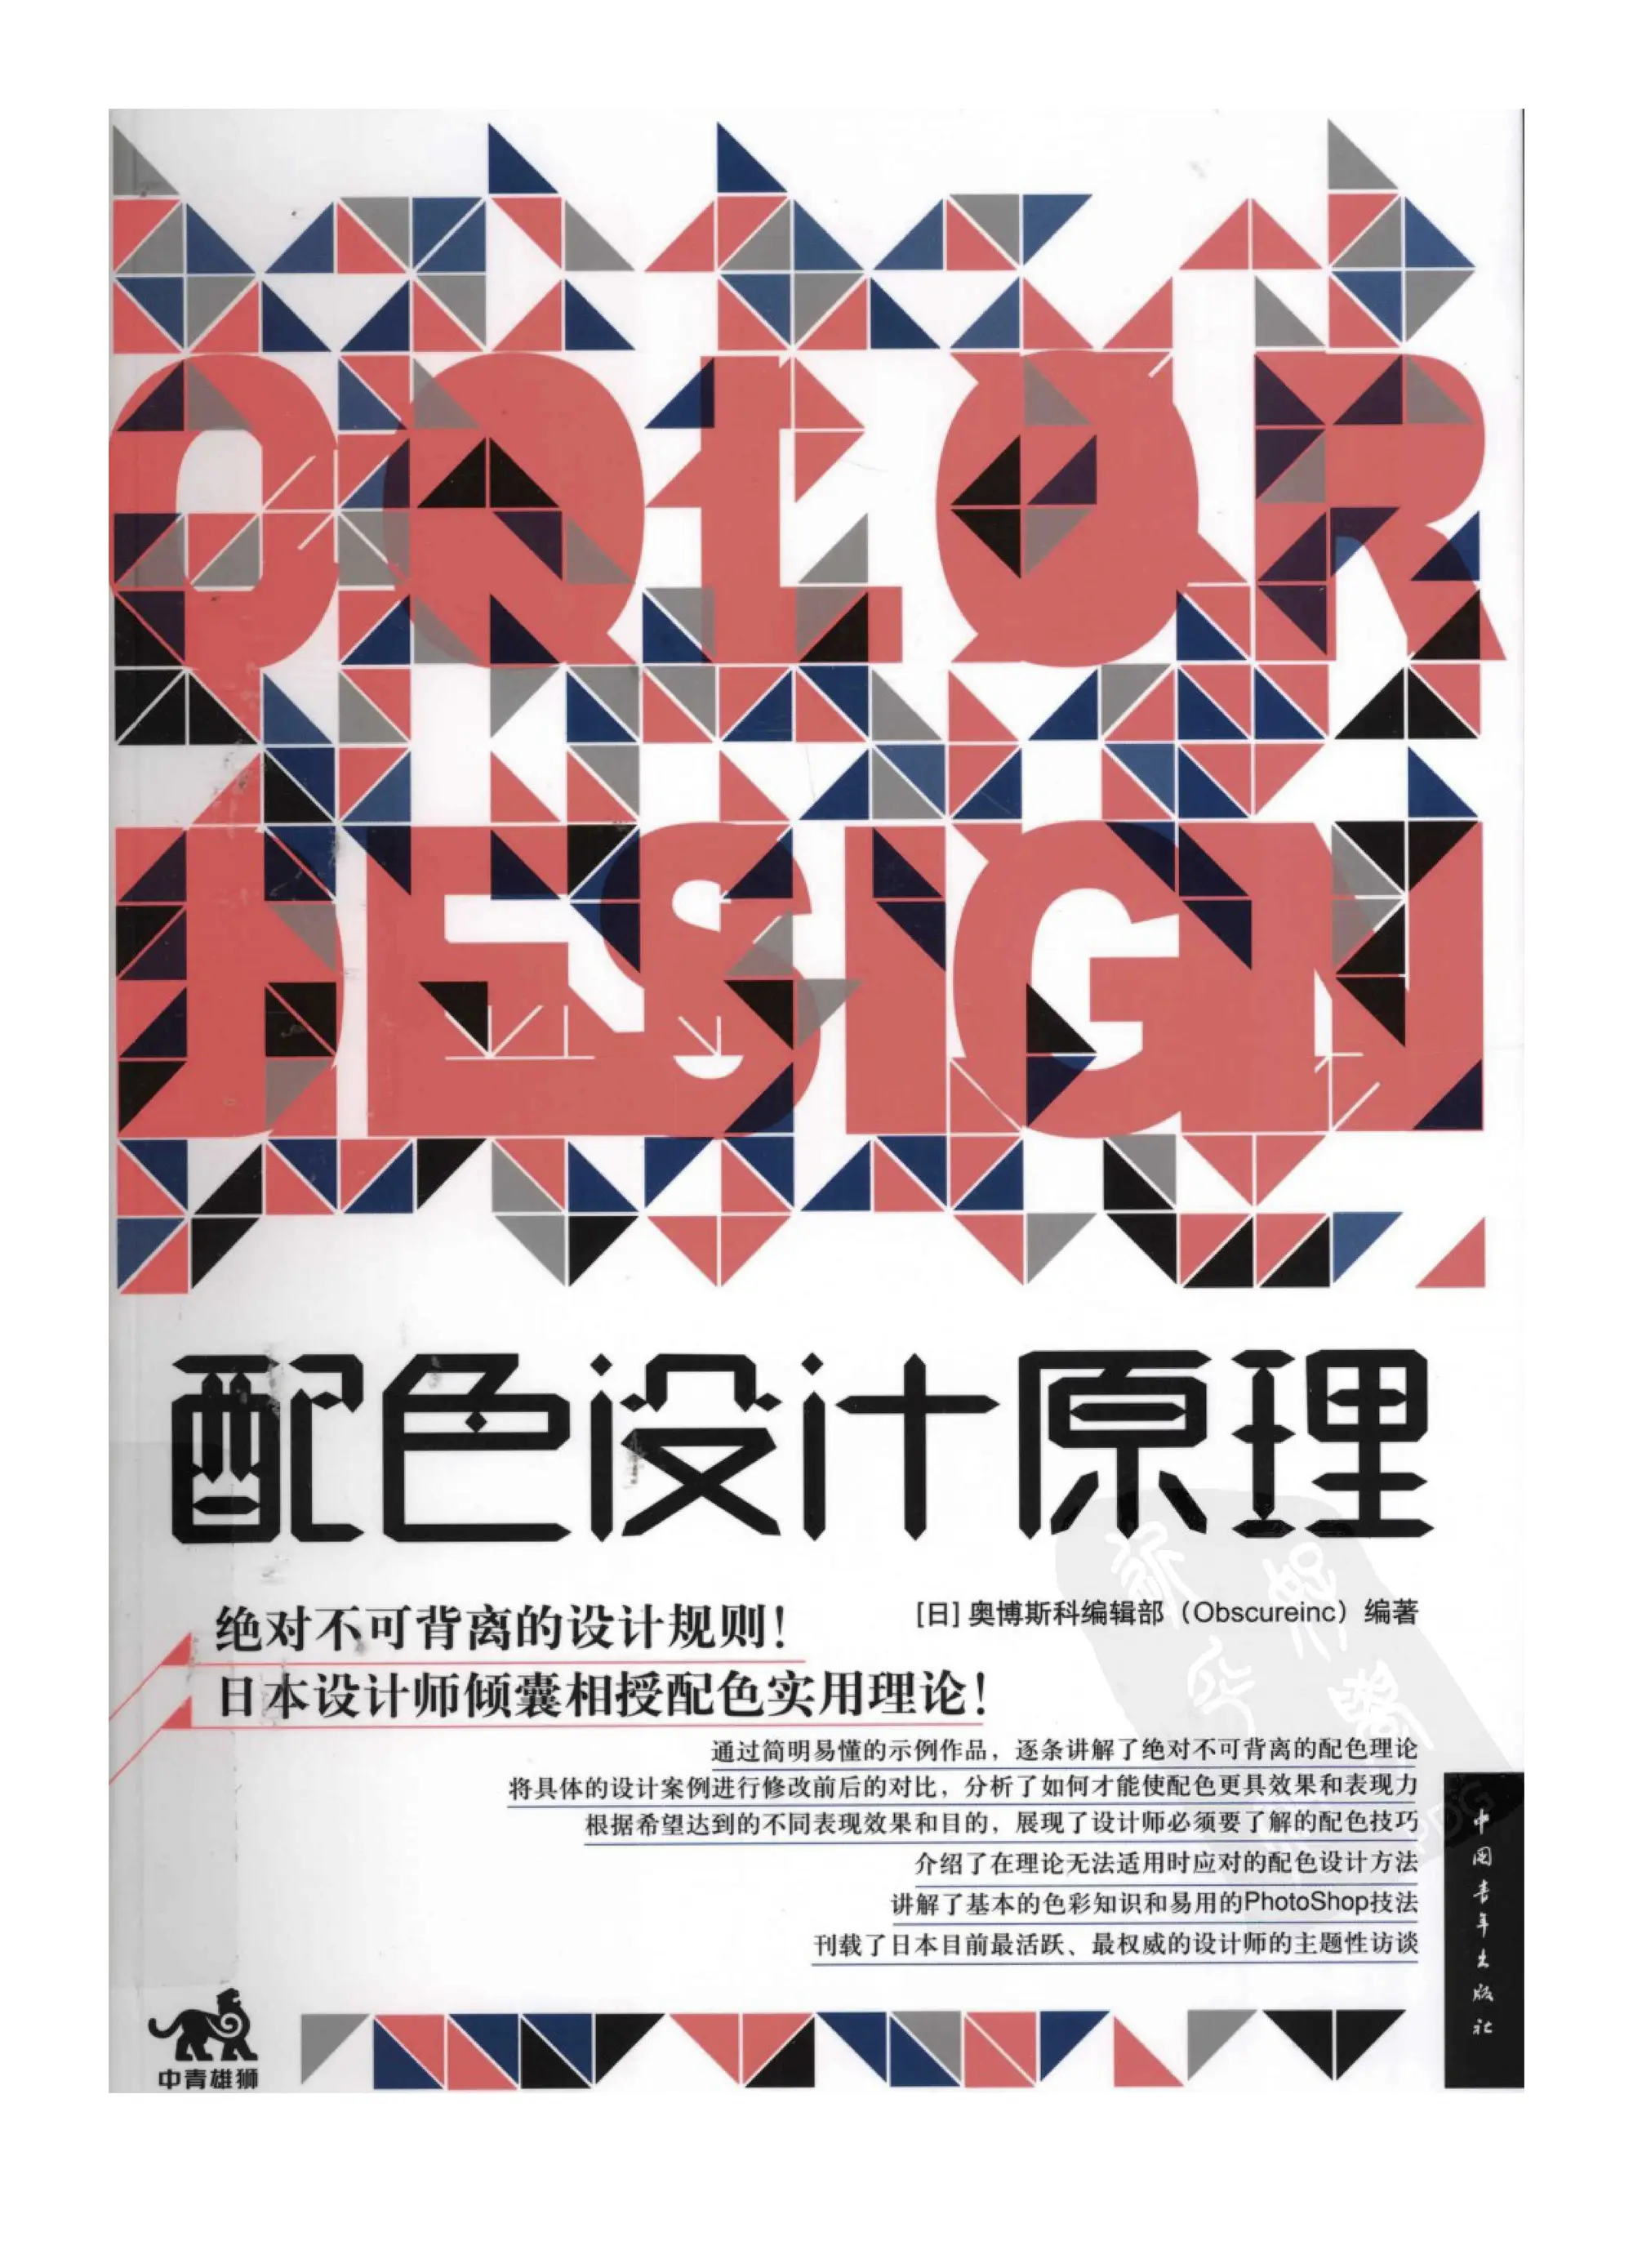 COLOR
DESIGN
配色设计原理
绝对不可背离的设计规则！
[日] 奥博斯科编辑部（Obscureinc）编著
日本设计师倾囊相授配色实用理论！
通过简明易懂的示例作品，逐条讲解了绝对不可背离的配色理论
将具体的设计案例进行修改前后的对比，分析了如何才能使配色更具效果和表现力
根据希望达到的不同表现效果和目的，展现了设计师必须要了解的配色技巧
介绍了在理论无法适用时应对的配色设计方法
讲解了基本的色彩知识和易用的PhotoShop技法
刊载了日本目前最活跃、最权威的设计师的主题性访谈
中国青年出版社
中青雄狮